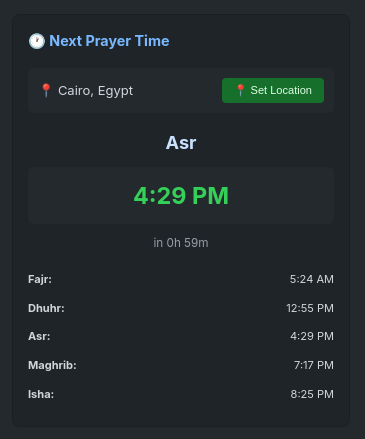 🕐 Next Prayer Time
📍 Cairo, Egypt
📍 Set Location
Asr
4:29 PM
in 0h 59m
Fajr: 5:24 AM
Dhuhr: 12:55 PM
Asr: 4:29 PM
Maghrib: 7:17 PM
Isha: 8:25 PM